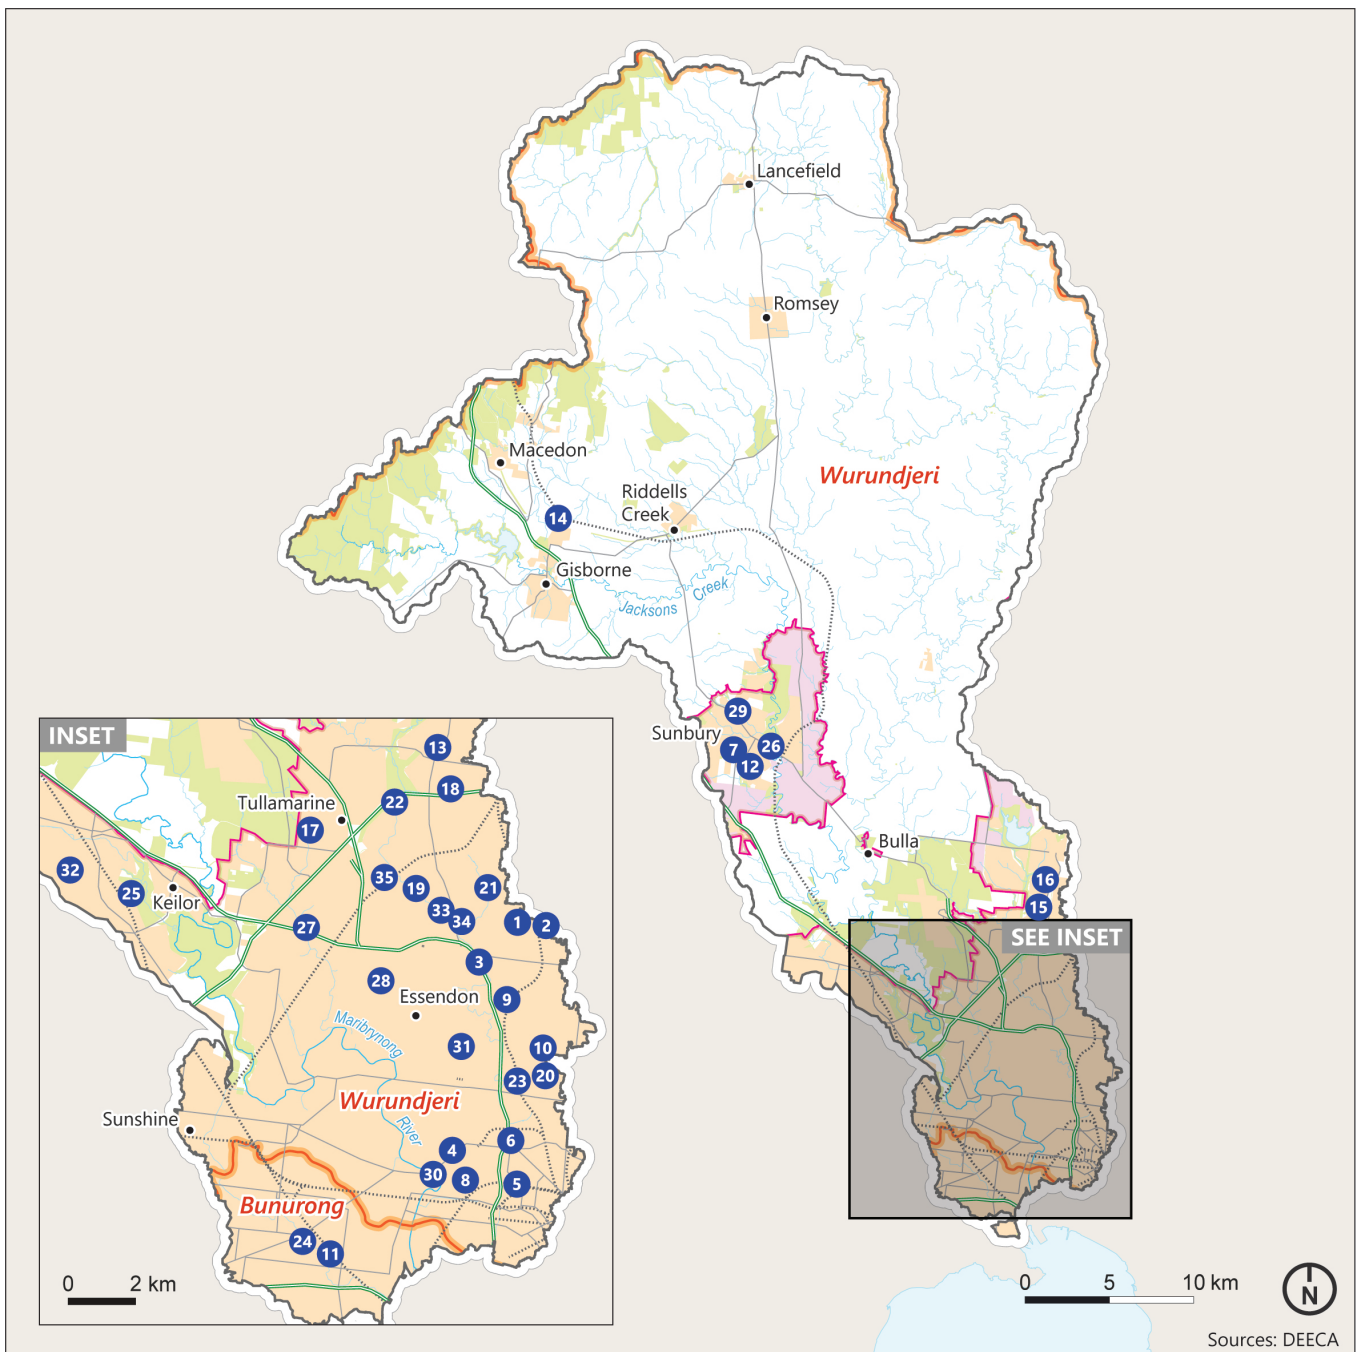 Lancefield
Romsey
Macedon
Wurundjeri
Riddells
Creek
14
Gisborne
Jacksons Creek
29
Sunbury
7
26
12
Bulla
16
15
SEE INSET
INSET
13
18
22
Tullamarine
17
32
25
Keilor
35
19
21
33
34
1
2
27
3
28
Essendon
9
Maribrynong
River
31
10
23
20
Wurundjeri
Sunshine
6
4
30
8
5
Bunurong
24
11
0 2 km
0 5 10 km
N
Sources: DEECA